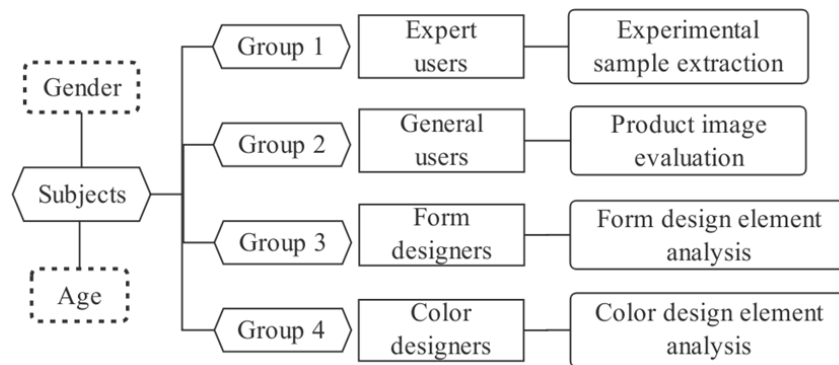 Gender
Subjects
Age
Group 1
Expert
users
Experimental
sample extraction
Group 2
General
users
Product image
evaluation
Group 3
Form
designers
Form design element
analysis
Group 4
Color
designers
Color design element
analysis